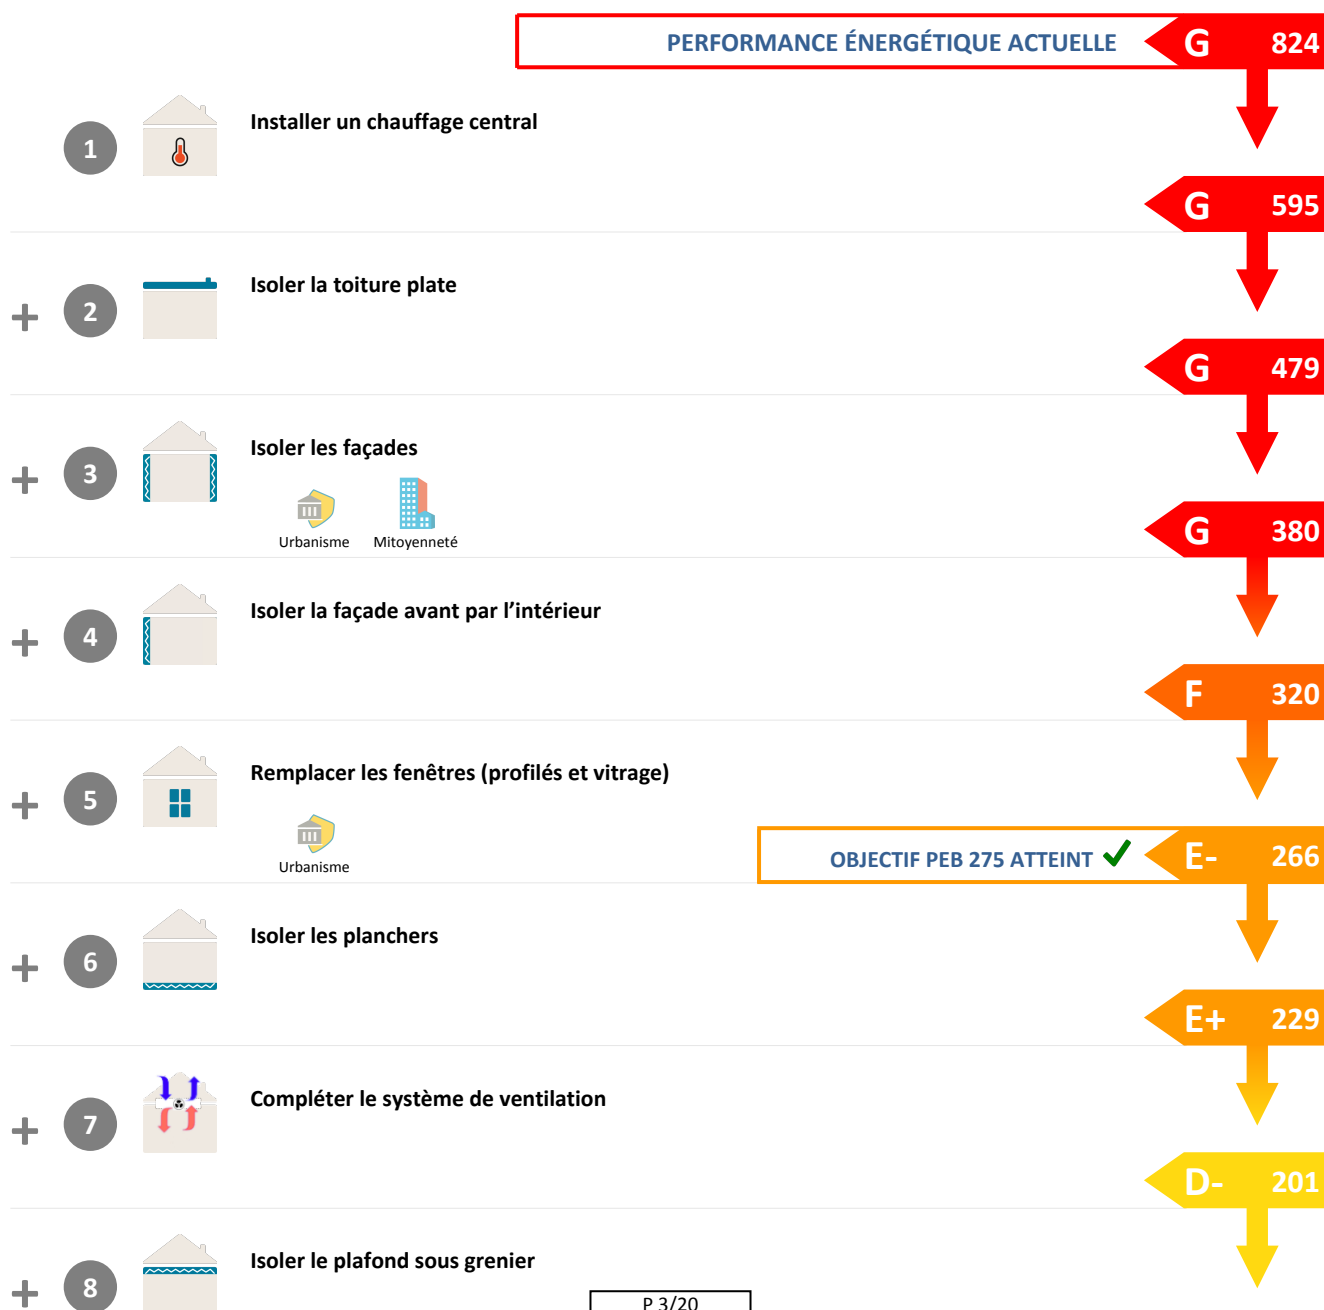 PERFORMANCE ÉNERGÉTIQUE ACTUELLE G 824
1 Installer un chauffage central
G 595
+ 2 Isoler la toiture plate
G 479
+ 3 Isoler les façades
Urbanisme Mitoyenneté
G 380
+ 4 Isoler la façade avant par l’intérieur
F 320
+ 5 Remplacer les fenêtres (profilés et vitrage)
Urbanisme
OBJECTIF PEB 275 ATTEINT E- 266
+ 6 Isoler les planchers
E+ 229
+ 7 Compléter le système de ventilation
D- 201
+ 8 Isoler le plafond sous grenier
P 3/20